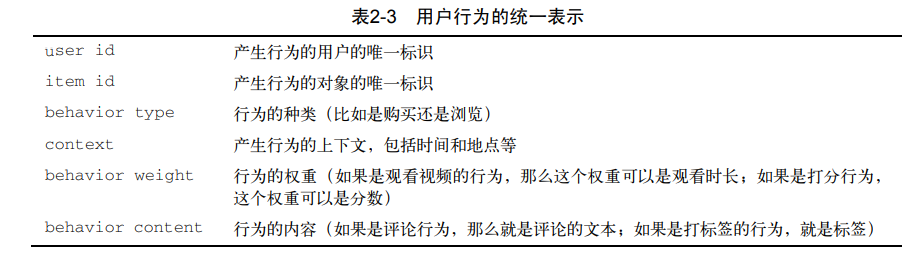 表2-3 用户行为的统一表示
user id 产生行为的用户的唯一标识
item id 产生行为的对象的唯一标识
behavior type 行为的种类（比如是购买还是浏览）
context 产生行为的上下文，包括时间和地点等
behavior weight 行为的权重（如果是观看视频的行为，那么这个权重可以是观看时长；如果是打分行为，
这个权重可以是分数）
behavior content 行为的内容（如果是评论行为，那么就是评论的文本；如果是打标签的行为，就是标签）